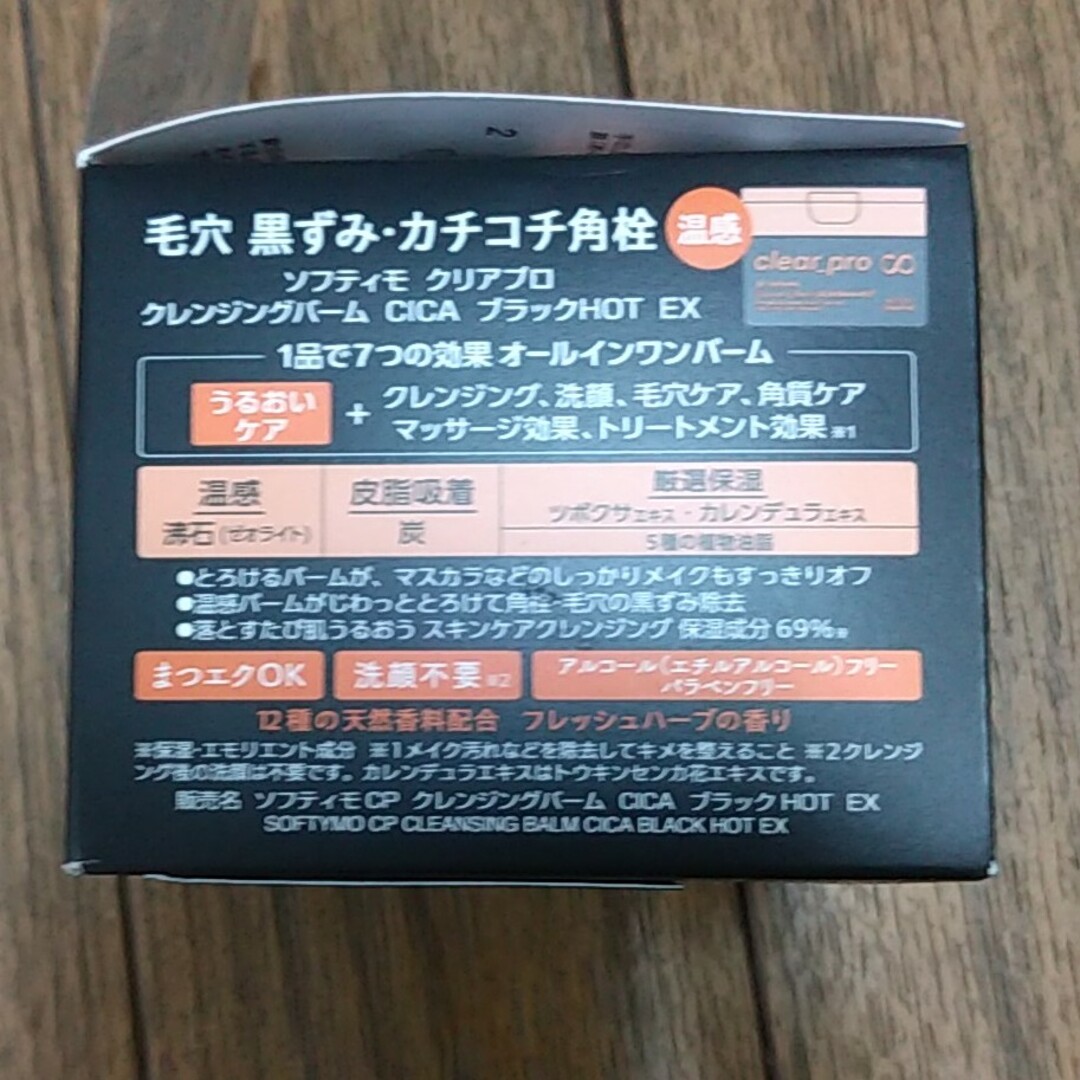 毛穴 黒ずみ・カチコチ角栓 温感
clear_pro
ソフティモ クリアプロ
クレンジングバーム CICA ブラックHOT EX
1品で7つの効果 オールインワンバーム
うるおい
ケア
+
クレンジング、洗顔、毛穴ケア、角質ケア
マッサージ効果、トリートメント効果※1
温感
沸石(ゼオライト)
皮脂吸着
炭
厳選保湿
ツボクサエキス・カレンデュラエキス
5種の植物油脂
●とろけるバームが、マスカラなどのしっかりメイクもすっきりオフ
●温感バームがじわっととろけて角栓・毛穴の黒ずみ除去
●落とすたび肌うるおう スキンケアクレンジング 保湿成分69%※
まつエクOK
洗顔不要※2
アルコール(エチルアルコール)フリー
パラベンフリー
12種の天然香料配合 フレッシュハーブの香り
※保湿・エモリエント成分 ※1メイク汚れなどを除去してキメを整えること ※2クレンジ
ング後の洗顔は不要です。カレンデュラエキスはトウキンセンカ花エキスです。
販売名 ソフティモCP クレンジングバーム CICA ブラックHOT EX
SOFTYMO CP CLEANSING BALM CICA BLACK HOT EX